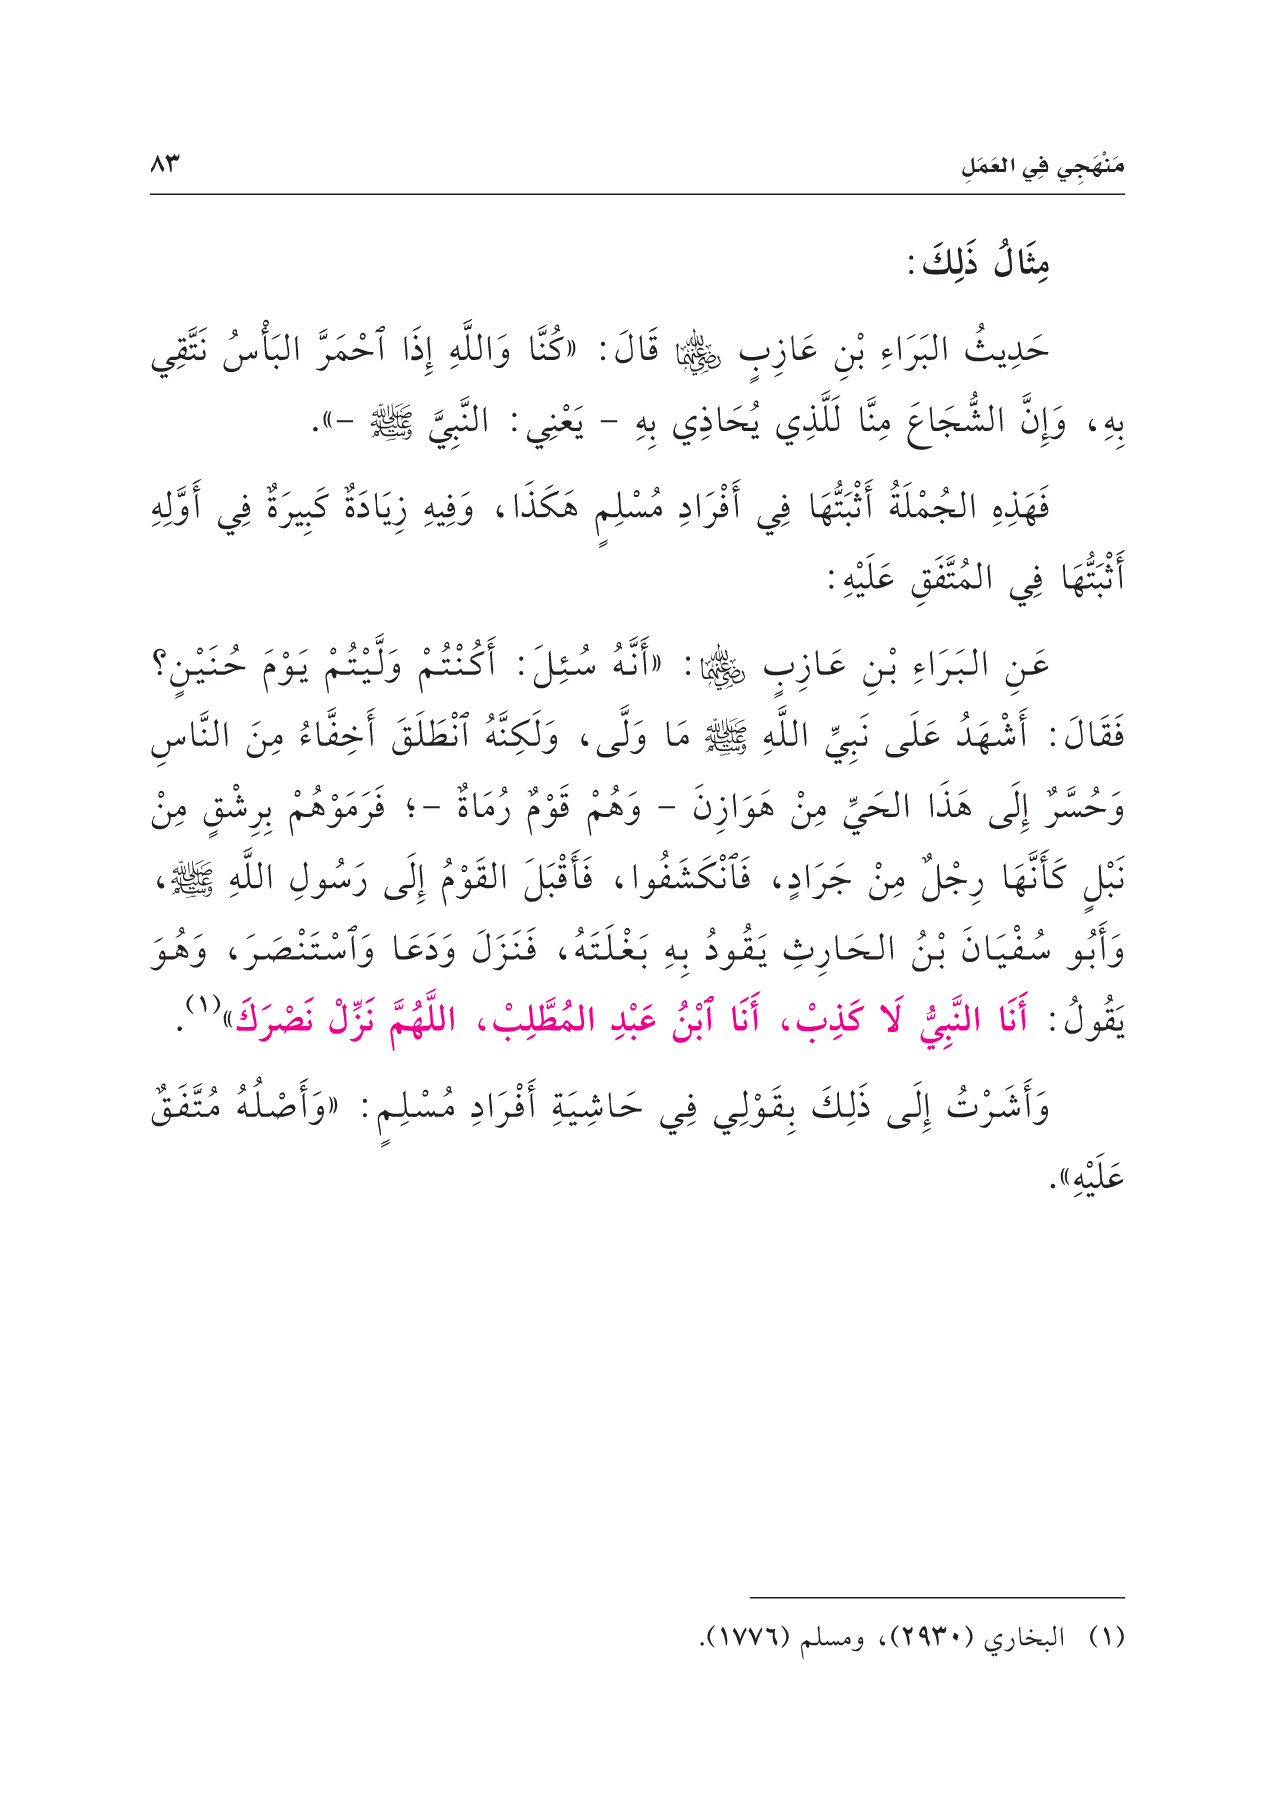 مَنْهَجِي فِي العَمَلِ ٨٣
مِثَالُ ذَلِكَ:
حَدِيثُ البَرَاءِ بْنِ عَازِبٍ رضي الله عنهما قَالَ: «كُنَّا وَاللَّهِ إِذَا ٱحْمَرَّ البَأْسُ نَتَّقِي
بِهِ، وَإِنَّ الشُّجَاعَ مِنَّا لَلَّذِي يُحَاذِي بِهِ - يَعْنِي: النَّبِيَّ ﷺ -».
فَهَذِهِ الجُمْلَةُ أَثْبَتُّهَا فِي أَفْرَادِ مُسْلِمٍ هَكَذَا، وَفِيهِ زِيَادَةٌ كَبِيرَةٌ فِي أَوَّلِهِ
أَثْبَتُّهَا فِي المُتَّفَقِ عَلَيْهِ:
عَنِ البَرَاءِ بْنِ عَازِبٍ رضي الله عنهما: «أَنَّهُ سُئِلَ: أَكُنْتُمْ وَلَّيْتُمْ يَوْمَ حُنَيْنٍ؟
فَقَالَ: أَشْهَدُ عَلَى نَبِيِّ اللَّهِ ﷺ مَا وَلَّى، وَلَكِنَّهُ ٱنْطَلَقَ أَخِفَّاءُ مِنَ النَّاسِ
وَحُسَّرٌ إِلَى هَذَا الحَيِّ مِنْ هَوَازِنَ - وَهُمْ قَوْمٌ رُمَاةٌ -؛ فَرَمَوْهُمْ بِرِشْقٍ مِنْ
نَبْلٍ كَأَنَّهَا رِجْلٌ مِنْ جَرَادٍ، فَٱنْكَشَفُوا، فَأَقْبَلَ القَوْمُ إِلَى رَسُولِ اللَّهِ ﷺ،
وَأَبُو سُفْيَانَ بْنُ الحَارِثِ يَقُودُ بِهِ بَغْلَتَهُ، فَنَزَلَ وَدَعَا وَٱسْتَنْصَرَ، وَهُوَ
يَقُولُ: أَنَا النَّبِيُّ لَا كَذِبْ، أَنَا ٱبْنُ عَبْدِ المُطَّلِبْ، اللَّهُمَّ نَزِّلْ نَصْرَكَ»(١).
وَأَشَرْتُ إِلَى ذَلِكَ بِقَوْلِي فِي حَاشِيَةِ أَفْرَادِ مُسْلِمٍ: «وَأَصْلُهُ مُتَّفَقٌ
عَلَيْهِ».
(١) البخاري (٢٩٣٠)، ومسلم (١٧٧٦).